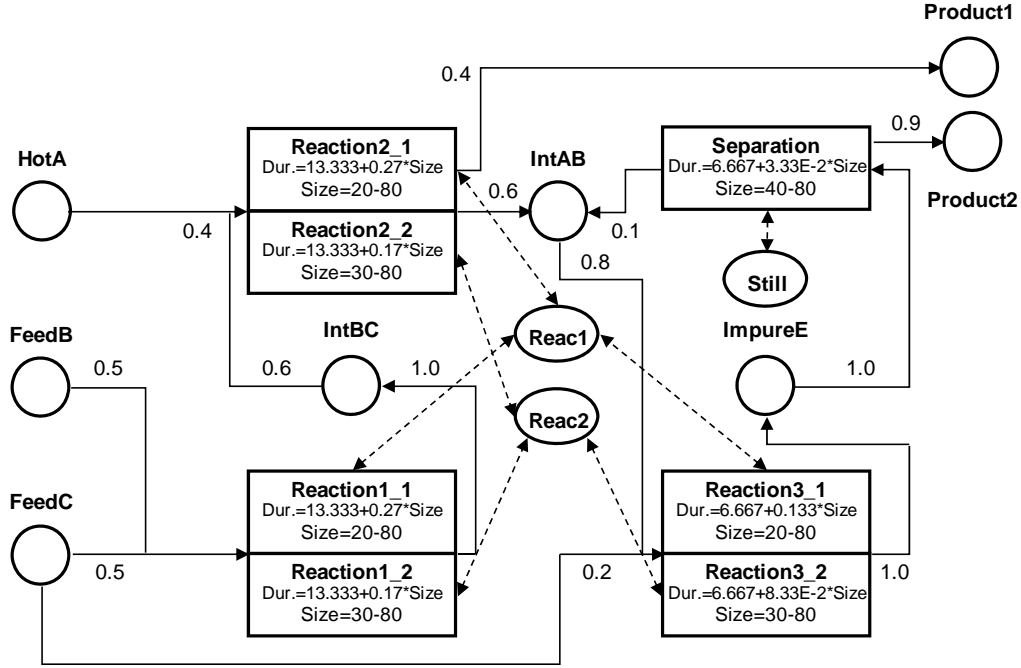 Product1
0.4
Reaction2_1
Dur.=13.333+0.27*Size
Size=20-80
Separation
Dur.=6.667+3.33E-2*Size
Size=40-80
0.9
HotA
IntAB
Product2
0.4
Reaction2_2
Dur.=13.333+0.17*Size
Size=30-80
0.6
0.1
0.8
Still
FeedB
IntBC
Reac1
ImpureE
0.5
0.6
1.0
1.0
Reac2
FeedC
Reaction1_1
Dur.=13.333+0.27*Size
Size=20-80
Reaction3_1
Dur.=6.667+0.133*Size
Size=20-80
0.5
Reaction1_2
Dur.=13.333+0.17*Size
Size=30-80
0.2
Reaction3_2
Dur.=6.667+8.33E-2*Size
Size=30-80
1.0